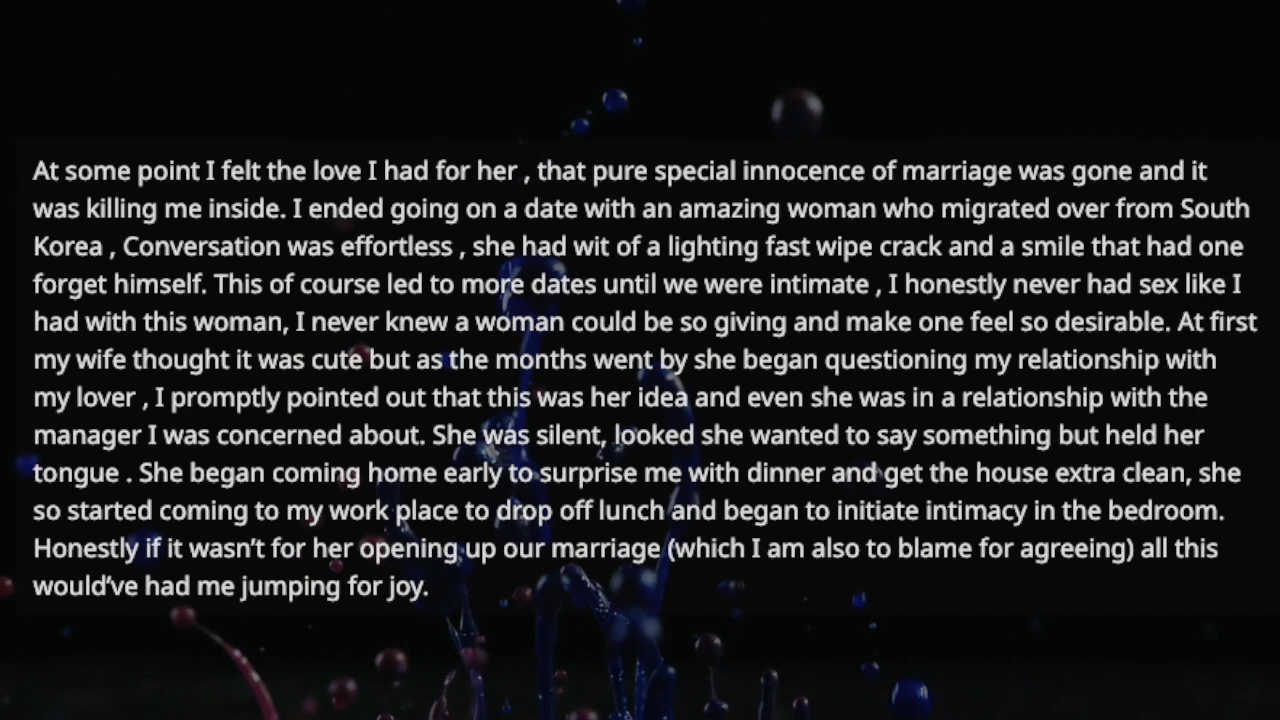 At some point I felt the love I had for her , that pure special innocence of marriage was gone and it
was killing me inside. I ended going on a date with an amazing woman who migrated over from South
Korea , Conversation was effortless , she had wit of a lighting fast wipe crack and a smile that had one
forget himself. This of course led to more dates until we were intimate , I honestly never had sex like I
had with this woman, I never knew a woman could be so giving and make one feel so desirable. At first
my wife thought it was cute but as the months went by she began questioning my relationship with
my lover , I promptly pointed out that this was her idea and even she was in a relationship with the
manager I was concerned about. She was silent, looked she wanted to say something but held her
tongue . She began coming home early to surprise me with dinner and get the house extra clean, she
so started coming to my work place to drop off lunch and began to initiate intimacy in the bedroom.
Honestly if it wasn’t for her opening up our marriage (which I am also to blame for agreeing) all this
would’ve had me jumping for joy.